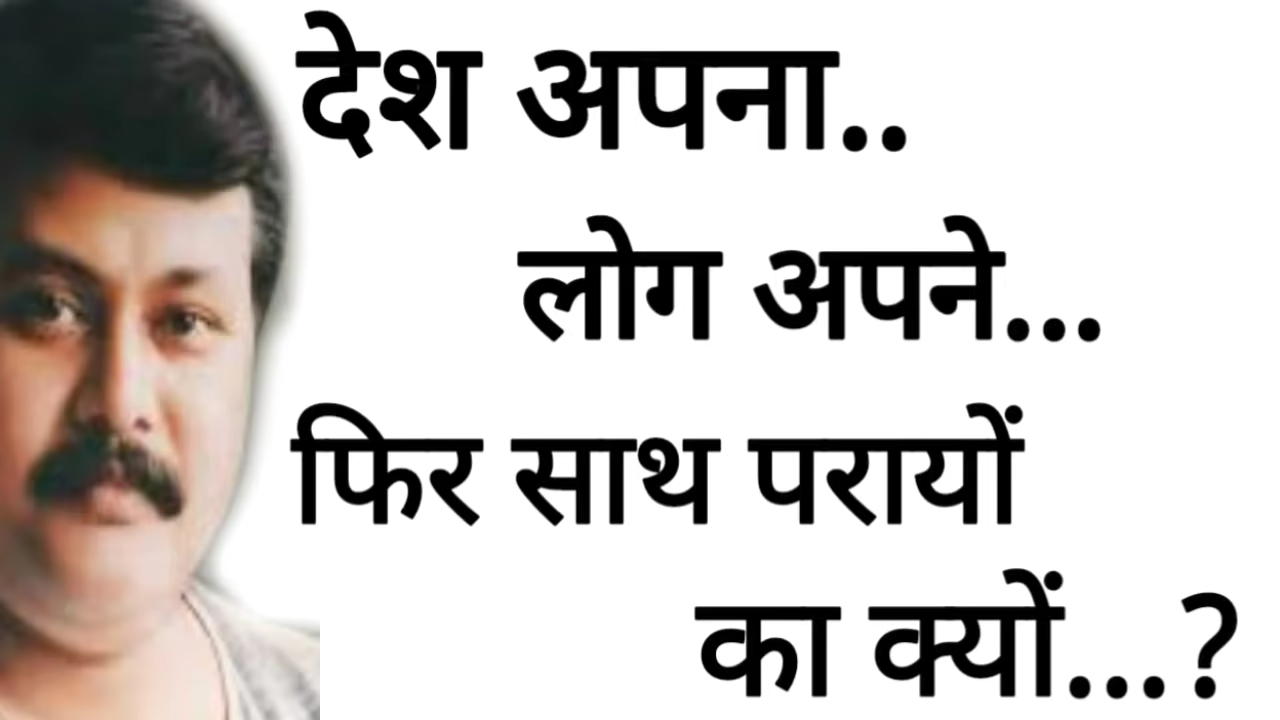 देश अपना..
लोग अपने...
फिर साथ परायों
का क्यों...?